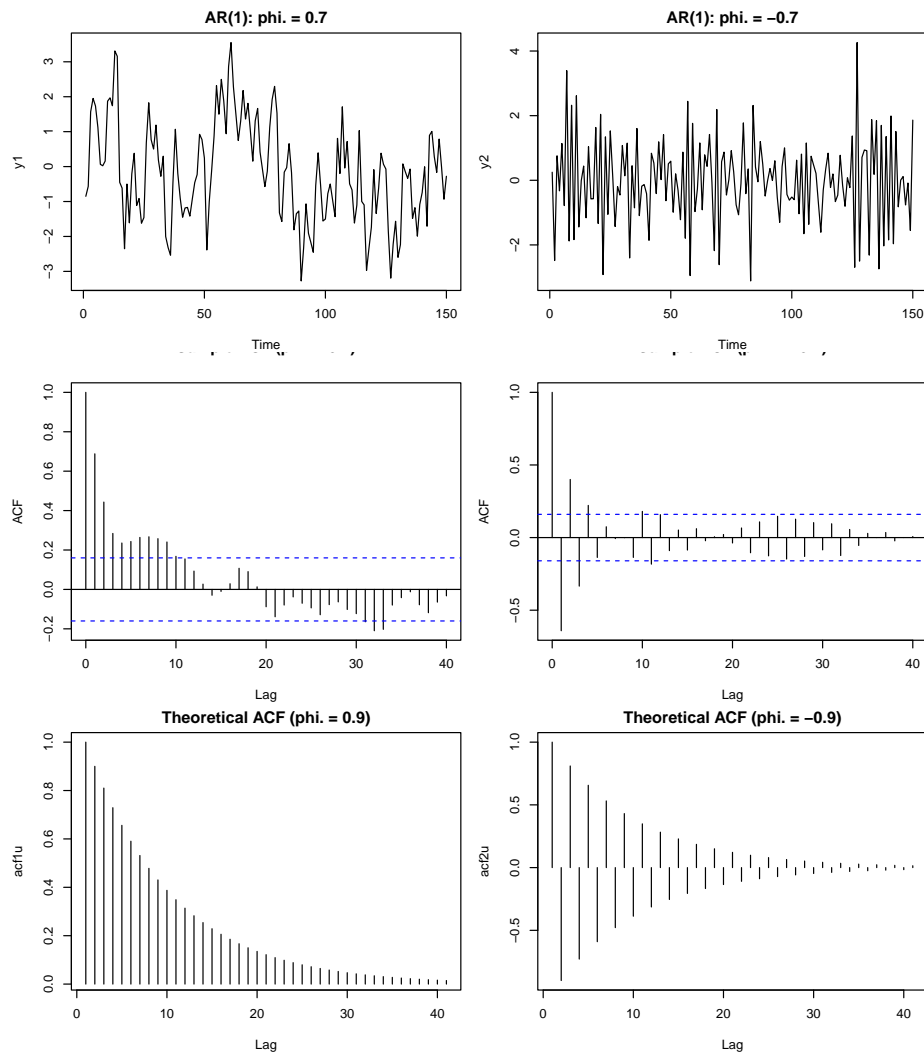 AR(1): phi. = 0.7
y1
3
2
1
0
−1
−2
−3
0 50 100 150
Time
AR(1): phi. = −0.7
y2
4
2
0
−2
0 50 100 150
Time
ACF
1.0
0.8
0.6
0.4
0.2
0.0
−0.2
0 10 20 30 40
Lag
ACF
1.0
0.5
0.0
−0.5
0 10 20 30 40
Lag
Theoretical ACF (phi. = 0.9)
acf1u
1.0
0.8
0.6
0.4
0.2
0.0
0 10 20 30 40
Lag
Theoretical ACF (phi. = −0.9)
acf2u
1.0
0.5
0.0
−0.5
0 10 20 30 40
Lag